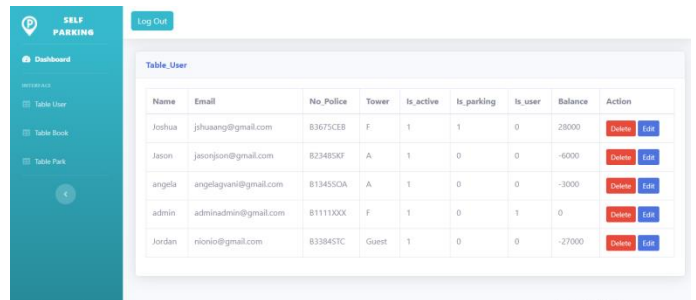 SELF
PARKING
Log Out
Dashboard
INTERFACE
Table User
Table Book
Table Park
Table_User
Name Email No_Police Tower Is_active Is_parking Is_user Balance Action
Joshua jshuaang@gmail.com B3675CEB F 1 1 0 28000 Delete Edit
Jason jasonjson@gmail.com B2348SKF A 1 0 0 -6000 Delete Edit
angela angelagvani@gmail.com B1345SOA A 1 0 0 -3000 Delete Edit
admin adminadmin@gmail.com B1111XXX F 1 0 1 0 Delete Edit
Jordan nionio@gmail.com B3384STC Guest 1 0 0 -27000 Delete Edit